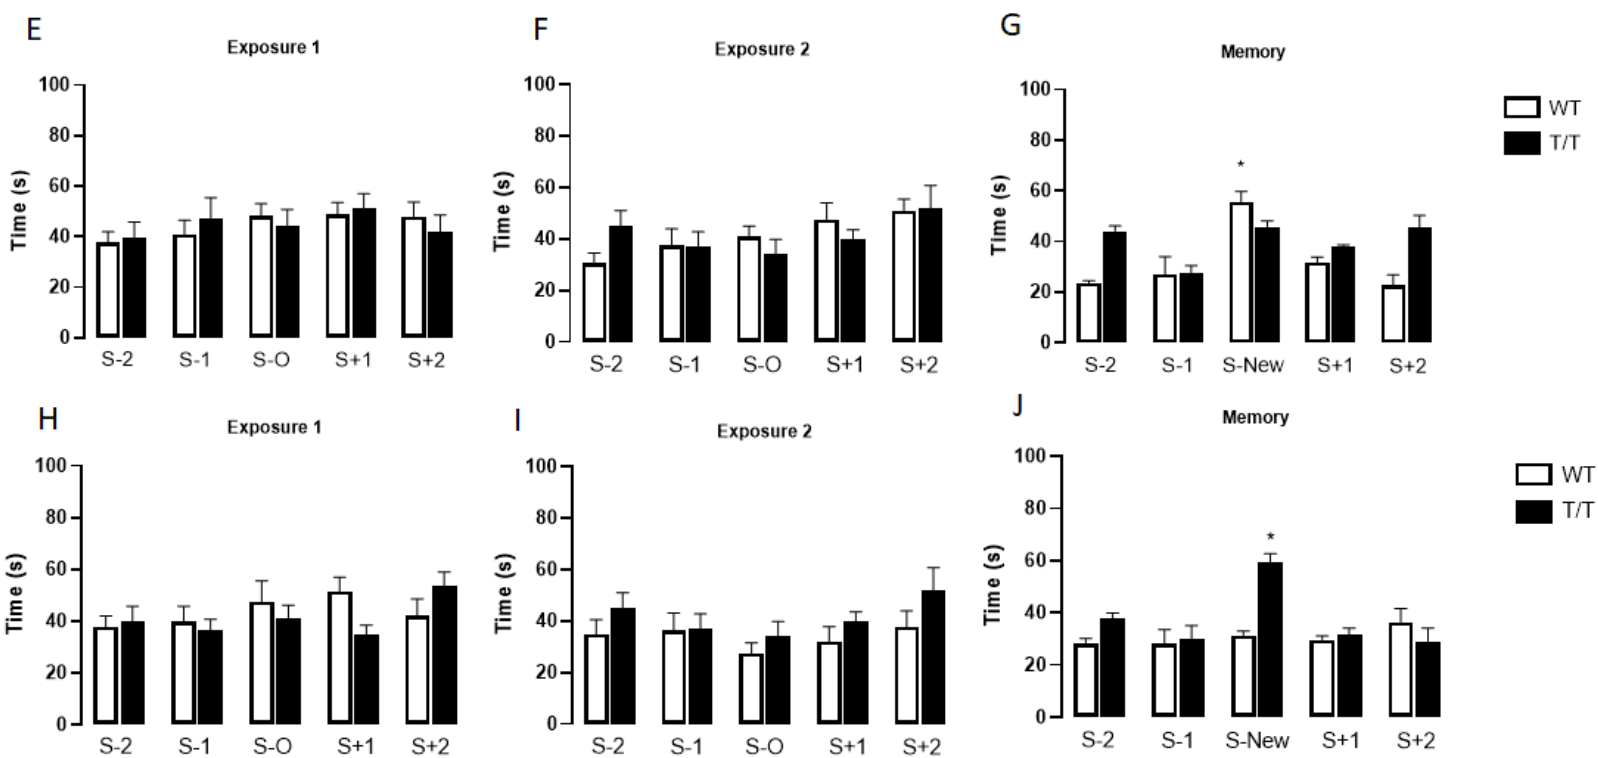 E
Exposure 1
100
80
60
40
20
0
Time (s)
S-2 S-1 S-O S+1 S+2
F
Exposure 2
100
80
60
40
20
0
Time (s)
S-2 S-1 S-O S+1 S+2
G
Memory
100
80
60
40
20
0
Time (s)
*
S-2 S-1 S-New S+1 S+2
WT
T/T
H
Exposure 1
100
80
60
40
20
0
Time (s)
S-2 S-1 S-O S+1 S+2
I
Exposure 2
100
80
60
40
20
0
Time (s)
S-2 S-1 S-O S+1 S+2
J
Memory
100
80
60
40
20
0
Time (s)
*
S-2 S-1 S-New S+1 S+2
WT
T/T